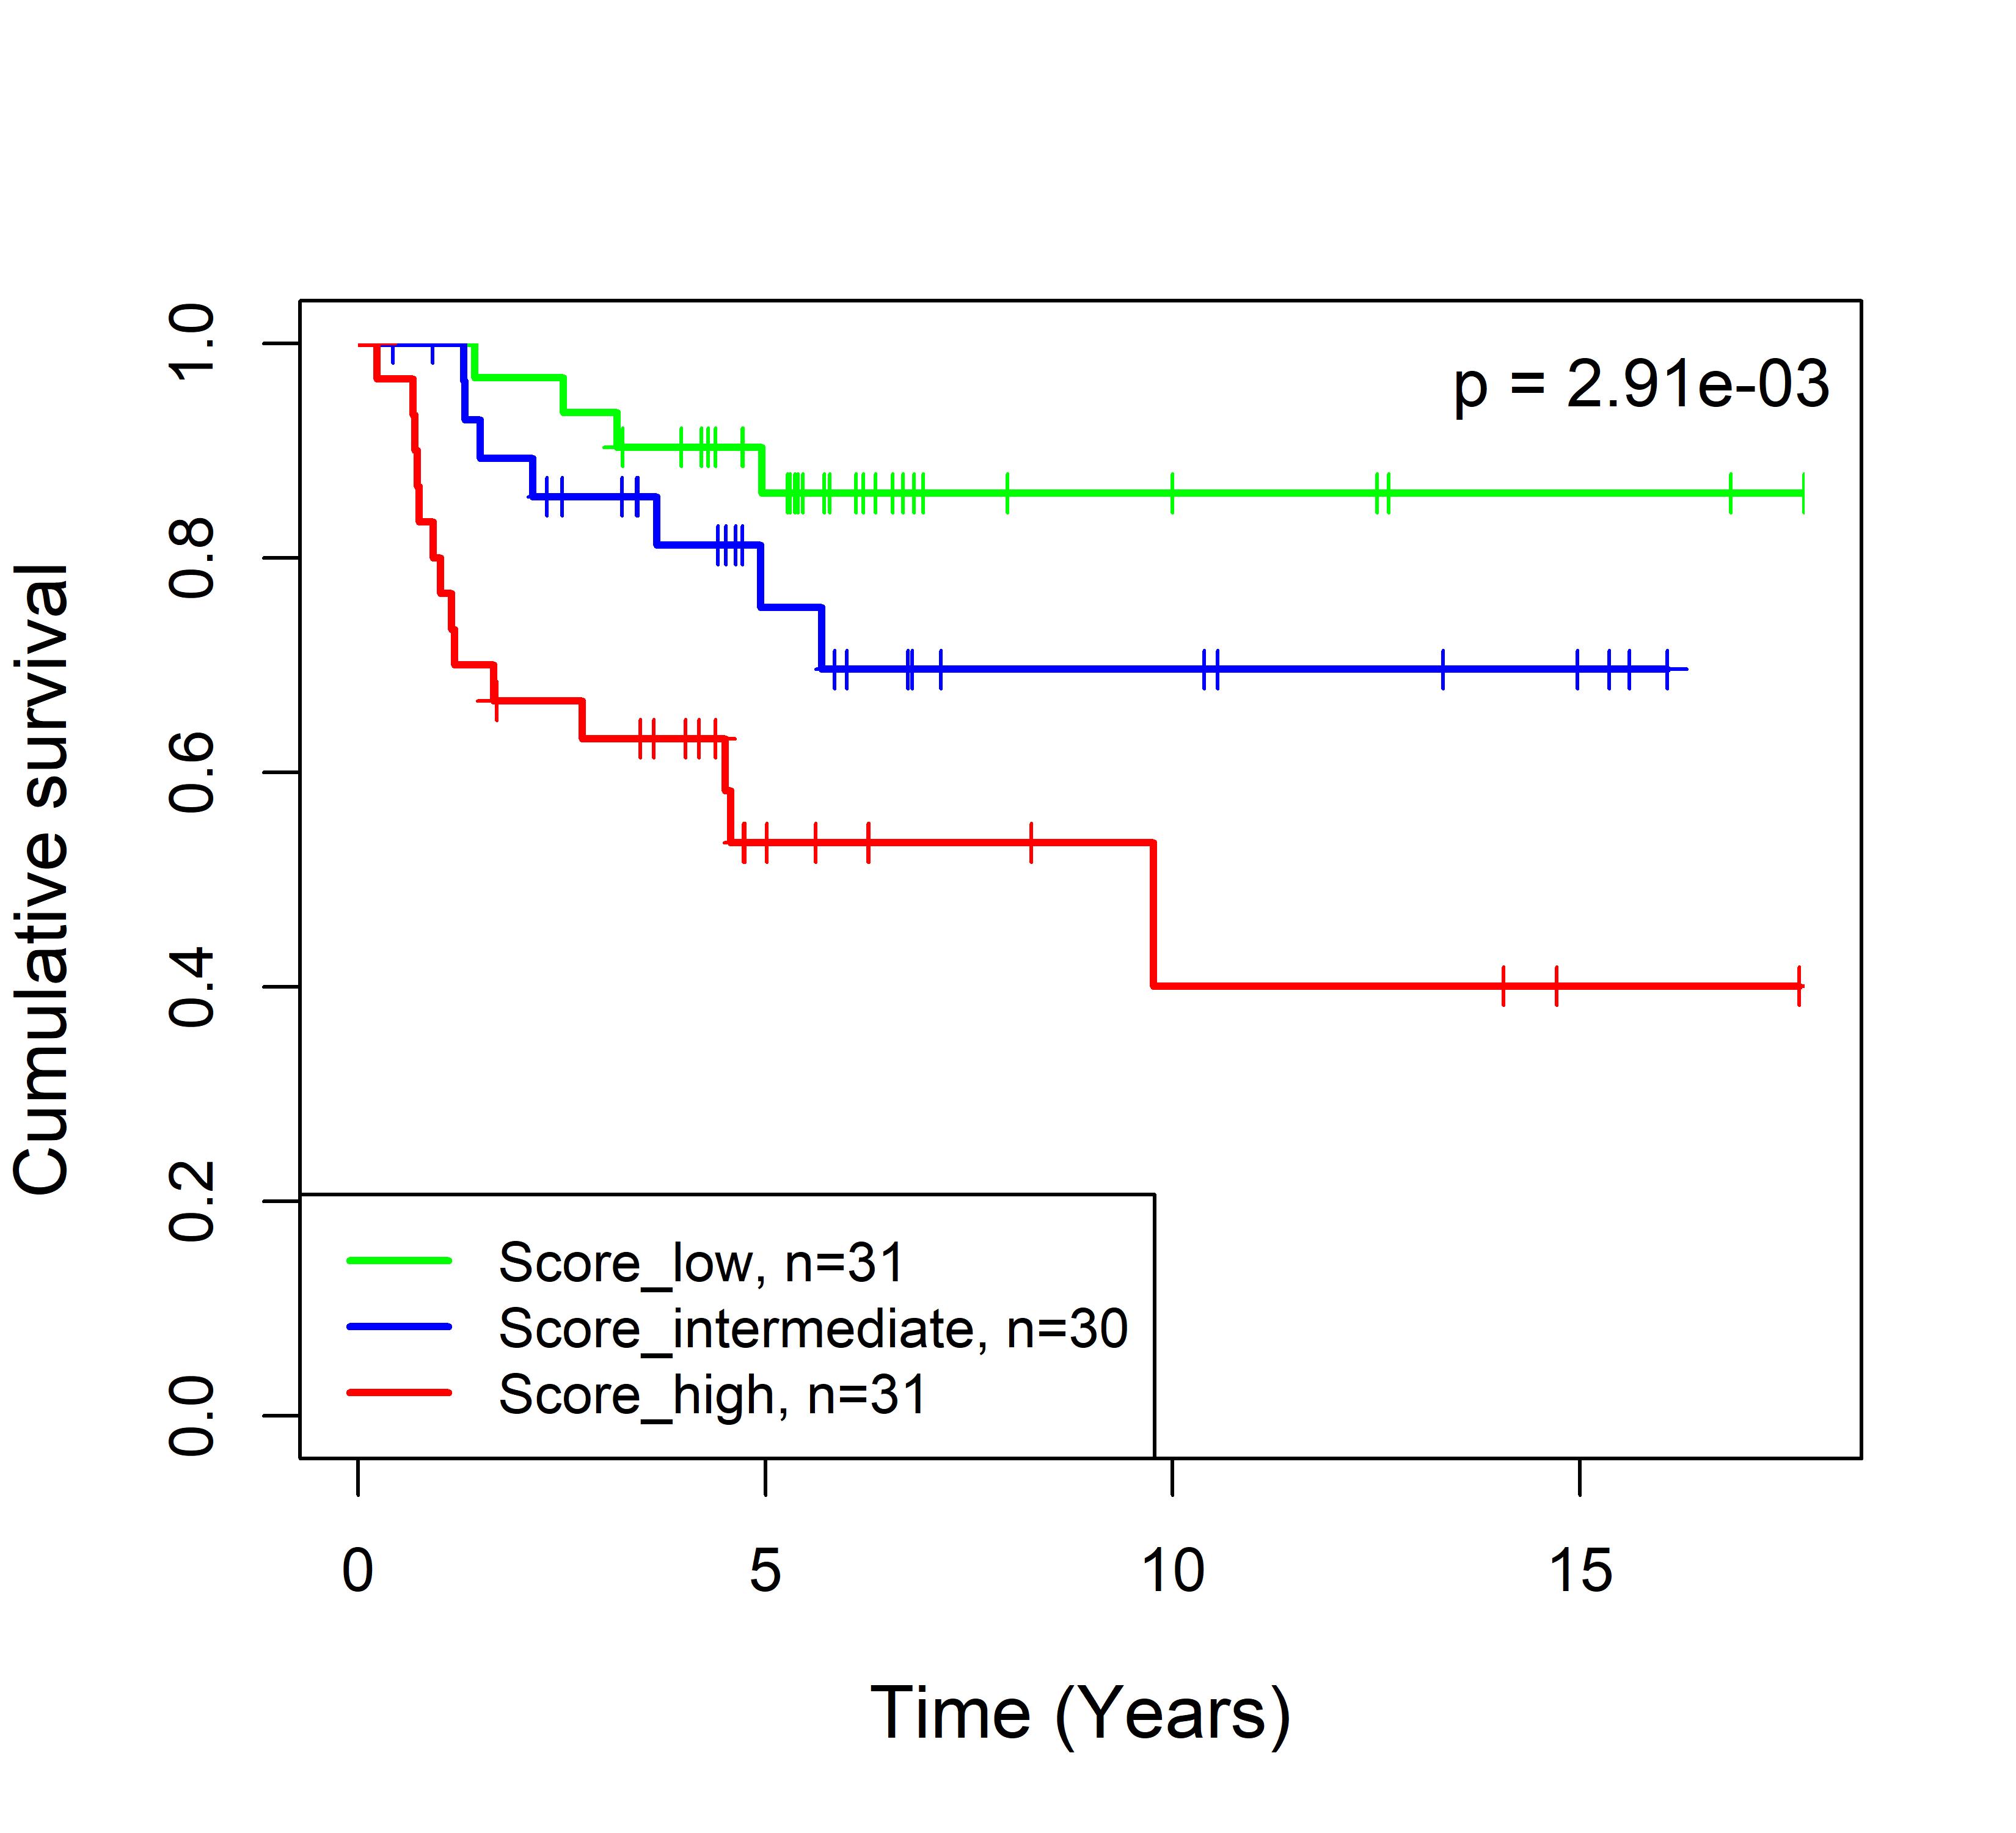 p = 2.91e-03
Cumulative survival
1.0
0.8
0.6
0.4
0.2
0.0
Score_low, n=31
Score_intermediate, n=30
Score_high, n=31
0 5 10 15
Time (Years)